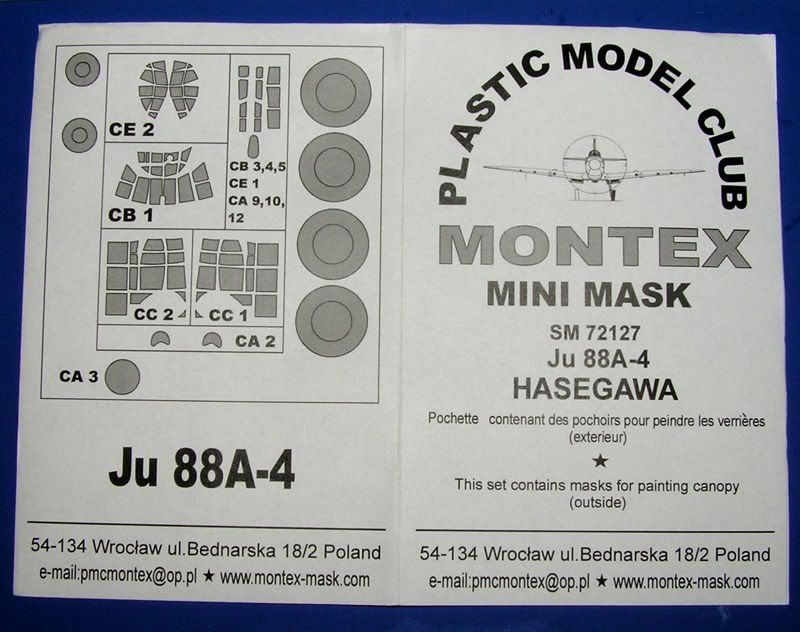 CE 2
CB 1
CB 3,4,5
CE 1
CA 9,10,
12
CC 2
CC 1
CA 2
CA 3
Ju 88A-4
54-134 Wrocław ul.Bednarska 18/2 Poland
e-mail:pmcmontex@op.pl ★ www.montex-mask.com
PLASTIC MODEL CLUB
MONTEX
MINI MASK
SM 72127
Ju 88A-4
HASEGAWA
Pochette contenant des pochoirs pour peindre les verrières
(exterieur)
★
This set contains masks for painting canopy
(outside)
54-134 Wrocław ul.Bednarska 18/2 Poland
e-mail:pmcmontex@op.pl ★ www.montex-mask.com